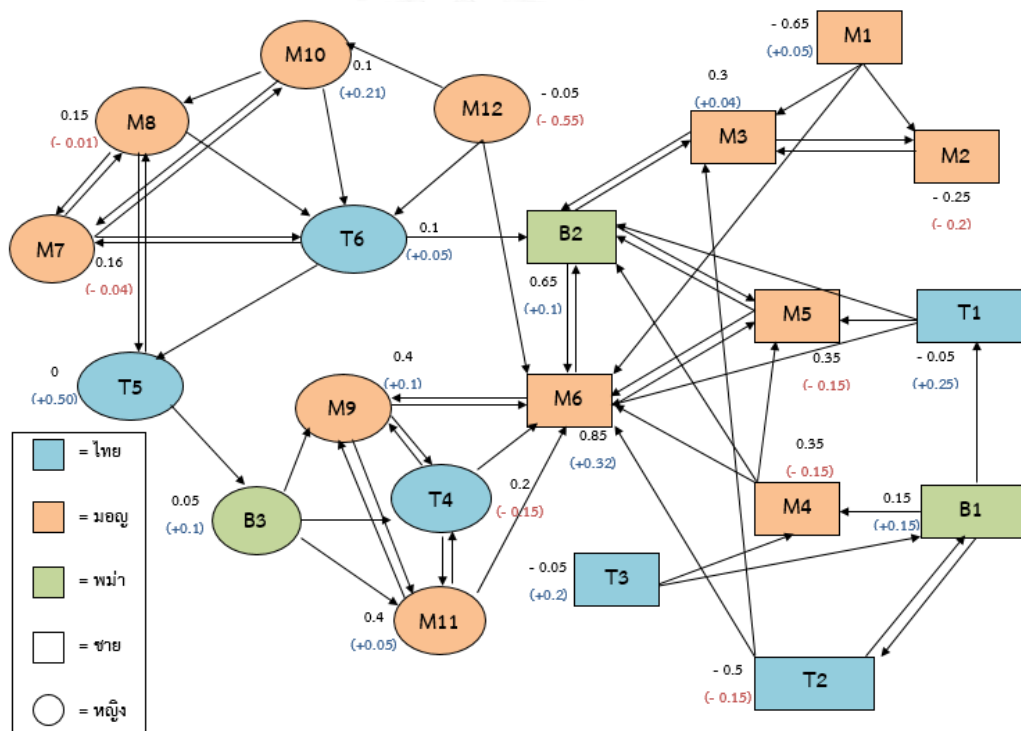 M10
0.1
(+0.21)
M12
- 0.05
(- 0.55)
- 0.65
(+0.05)
M1
0.15
(- 0.01)
M8
0.3
(+0.04)
M3
M2
- 0.25
(- 0.2)
M7
0.16
(- 0.04)
T6
0.1
(+0.05)
B2
0.65
(+0.1)
M5
0.35
(- 0.15)
T1
- 0.05
(+0.25)
0
(+0.50)
T5
0.4
(+0.1)
M9
M6
0.85
(+0.32)
0.05
(+0.1)
B3
T4
0.2
(- 0.15)
0.35
(- 0.15)
M4
0.15
(+0.15)
B1
- 0.05
(+0.2)
T3
0.4
(+0.05)
M11
- 0.5
(- 0.15)
T2
= ไทย
= มอญ
= พม่า
= ชาย
= หญิง